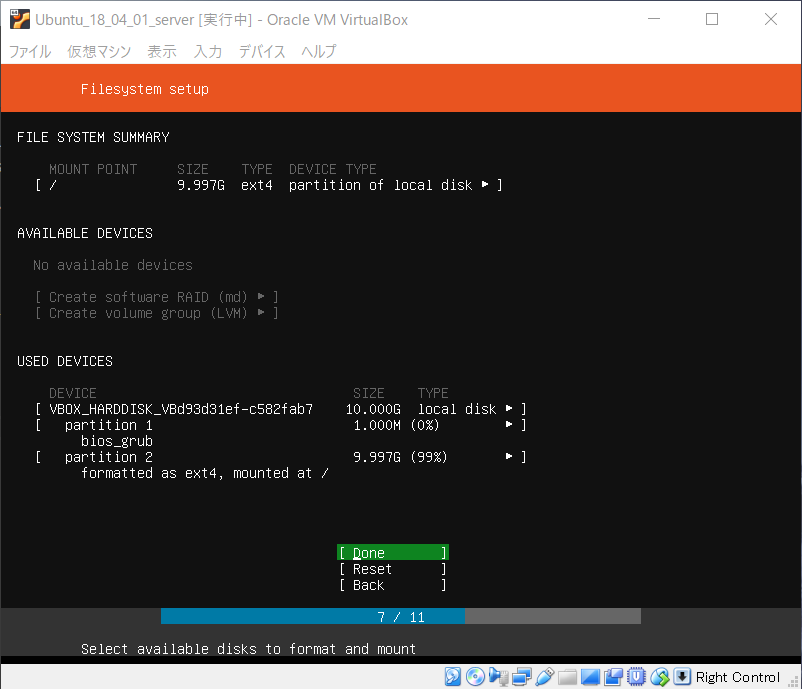 Ubuntu_18_04_01_server [実行中] - Oracle VM VirtualBox
ファイル 仮想マシン 表示 入力 デバイス ヘルプ
Filesystem setup
FILE SYSTEM SUMMARY
MOUNT POINT SIZE TYPE DEVICE TYPE
[ / 9.997G ext4 partition of local disk ▸ ]
AVAILABLE DEVICES
No available devices
[ Create software RAID (md) ▸ ]
[ Create volume group (LVM) ▸ ]
USED DEVICES
DEVICE SIZE TYPE
[ VBOX_HARDDISK_VBd93d31ef-c582fab7 10.000G local disk ▸ ]
[ partition 1 1.000M (0%) ▸ ]
bios_grub
[ partition 2 9.997G (99%) ▸ ]
formatted as ext4, mounted at /
[ Done ]
[ Reset ]
[ Back ]
7 / 11
Select available disks to format and mount
Right Control